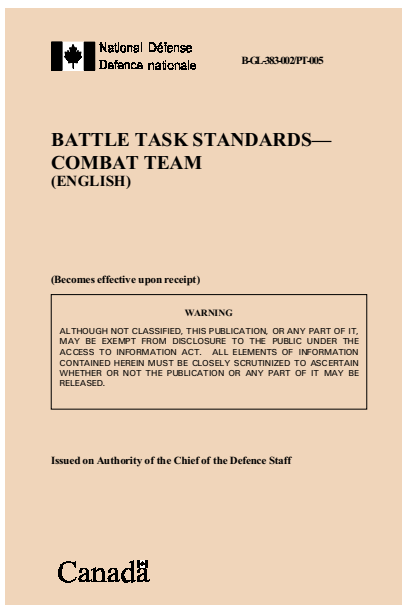 National Défense
Defence nationale
B-GL-383-002/PT-005
BATTLE TASK STANDARDS—
COMBAT TEAM
(ENGLISH)
(Becomes effective upon receipt)
WARNING
ALTHOUGH NOT CLASSIFIED, THIS PUBLICATION, OR ANY PART OF IT,
MAY BE EXEMPT FROM DISCLOSURE TO THE PUBLIC UNDER THE
ACCESS TO INFORMATION ACT. ALL ELEMENTS OF INFORMATION
CONTAINED HEREIN MUST BE CLOSELY SCRUTINIZED TO ASCERTAIN
WHETHER OR NOT THE PUBLICATION OR ANY PART OF IT MAY BE
RELEASED.
Issued on Authority of the Chief of the Defence Staff
Canada